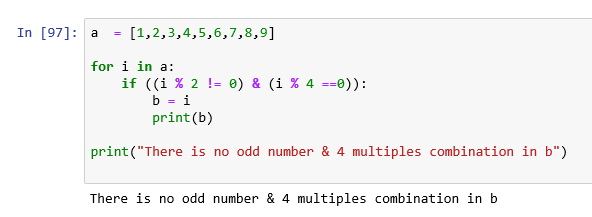 In [97]: a  = [1,2,3,4,5,6,7,8,9]
for i in a:
    if ((i % 2 != 0) & (i % 4 ==0)):
        b = i
        print(b)
print("There is no odd number & 4 multiples combination in b")
There is no odd number & 4 multiples combination in b